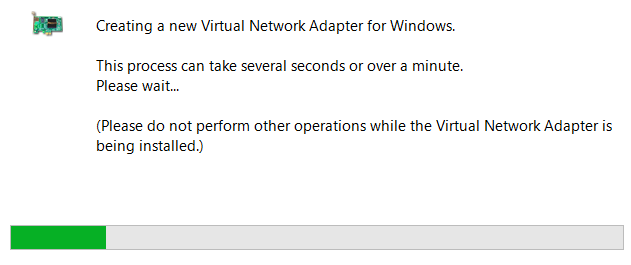 Creating a new Virtual Network Adapter for Windows.
This process can take several seconds or over a minute.
Please wait...
(Please do not perform other operations while the Virtual Network Adapter is
being installed.)